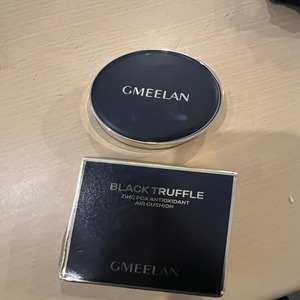 GMEELAN
BLACK TRUFFLE
ZINC PCA ANTIOXIDANT
AIR CUSHION
GMEELAN